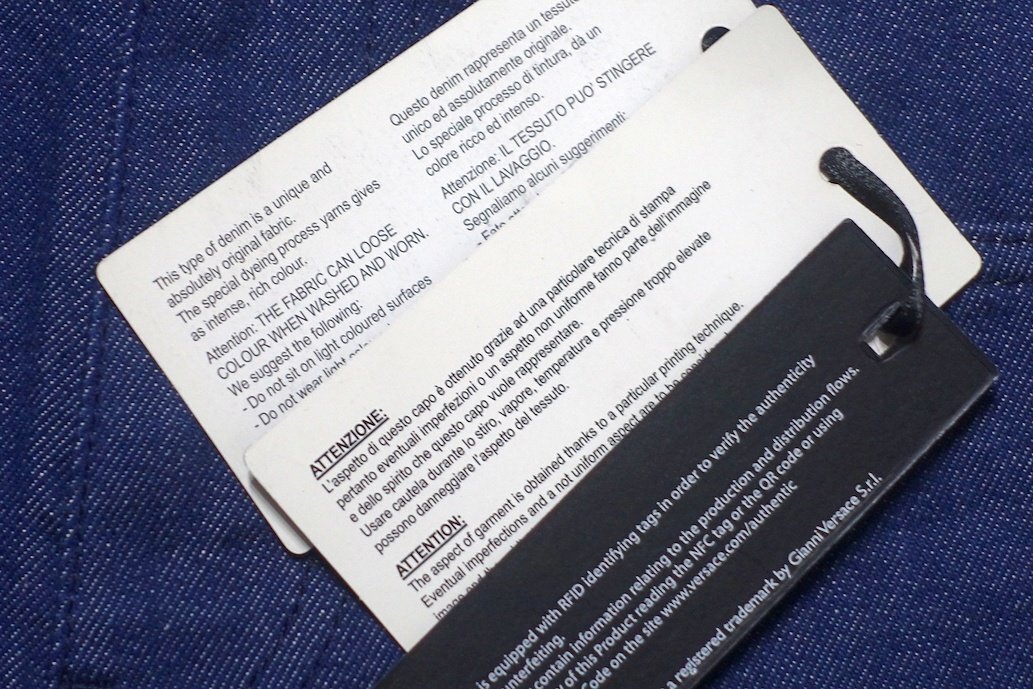 This type of denim is a unique and
absolutely original fabric.
The special dyeing process yarns gives
as intense, rich colour.
Attention: THE FABRIC CAN LOOSE
COLOUR WHEN WASHED AND WORN.
We suggest the following:
- Do not sit on light coloured surfaces
- Do not wear light
Questo denim rappresenta un tessuto
unico ed assolutamente originale.
Lo speciale processo di tintura, dà un
colore ricco ed intenso.
Attenzione: IL TESSUTO PUO' STINGERE
CON IL LAVAGGIO.
Segnaliamo alcuni suggerimenti:
ATTENZIONE:
L'aspetto di questo capo è ottenuto grazie ad una particolare tecnica di stampa
pertanto eventuali imperfezioni o un aspetto non uniforme fanno parte dell'immagine
e dello spirito che questo capo vuole rappresentare.
Usare cautela durante lo stiro, vapore, temperatura e pressione troppo elevate
possono danneggiare l'aspetto del tessuto.
ATTENTION:
The aspect of garment is obtained thanks to a particular printing technique.
Eventual imperfections and a not uniform aspect are to be
image and
is equipped with RFID identifying tags in order to verify the authenticity
unterfeiting.
contain information relating to the production and distribution flows.
y of this Product reading the NFC tag or the QR code or using
Code on the site www.versace.com/authentic
a registered trademark by Gianni Versace S.r.l.